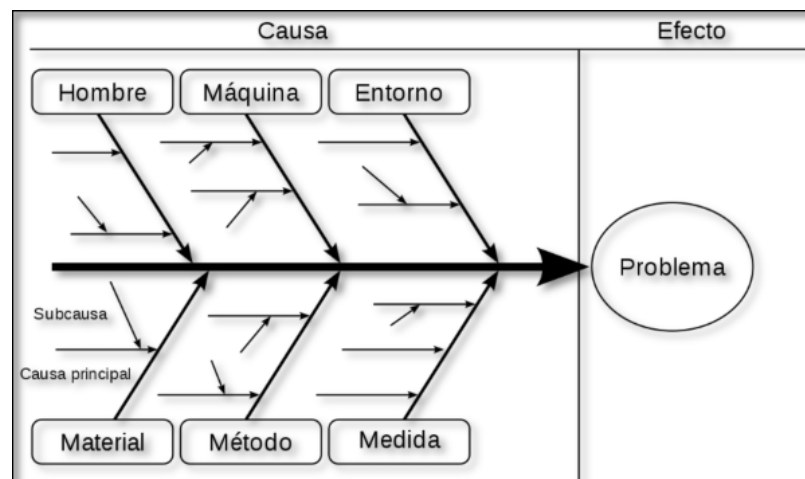 Causa
Efecto
Hombre
Máquina
Entorno
Problema
Subcausa
Causa principal
Material
Método
Medida